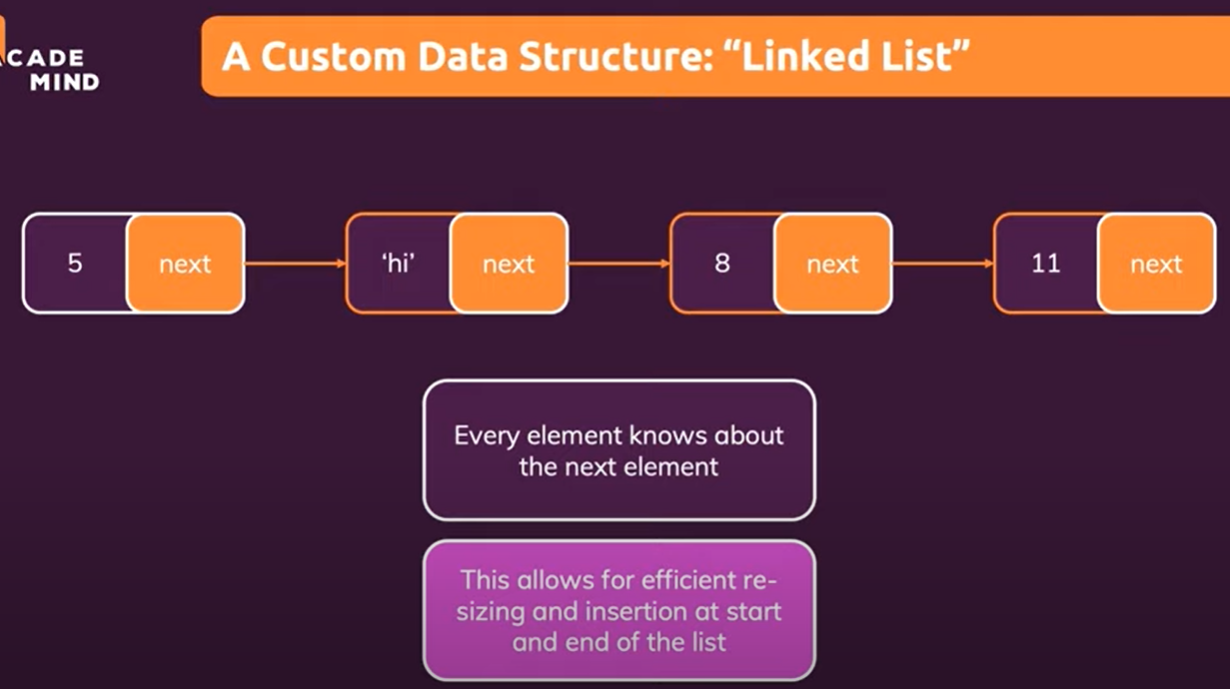 CADE
MIND
A Custom Data Structure: “Linked List”
5 next ‘hi’ next 8 next 11 next
Every element knows about
the next element
This allows for efficient re-
sizing and insertion at start
and end of the list